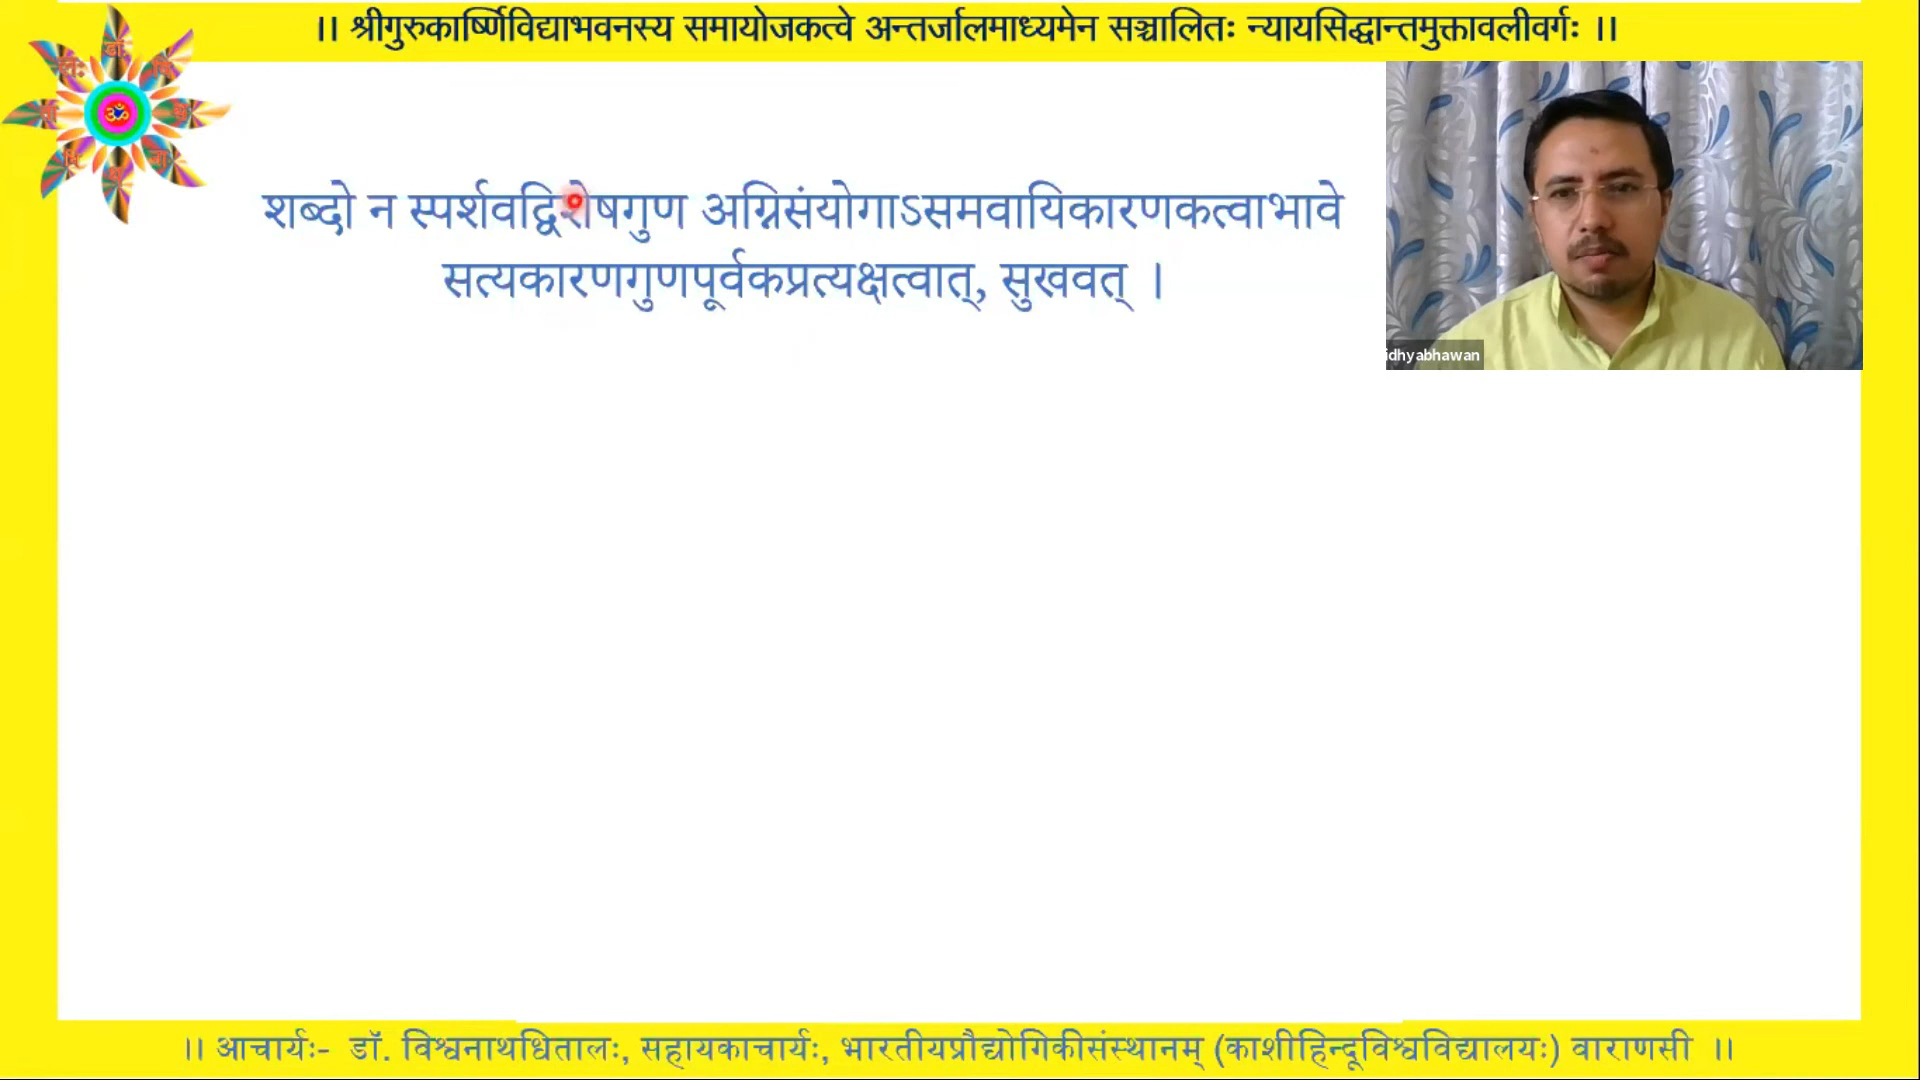 ।। श्रीगुरुकार्ष्णिविद्याभवनस्य समायोजकत्वे अन्तर्जालमाध्यमेन सञ्चालितः न्यायसिद्धान्तमुक्तावलीवर्गः ।।
शब्दो न स्पर्शवद्विशेषगुण अग्निसंयोगाऽसमवायिकारणकत्वाभावे
सत्यकारणगुणपूर्वकप्रत्यक्षत्वात्, सुखवत् ।
idhyabhawan
।। आचार्यः- डॉ. विश्वनाथधितालः, सहायकाचार्यः, भारतीयप्रौद्योगिकीसंस्थानम् (काशीहिन्दूविश्वविद्यालयः) वाराणसी ।।